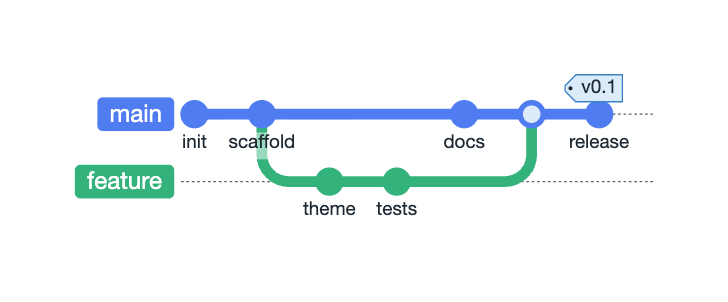 v0.1
main
init
scaffold
docs
release
feature
theme
tests